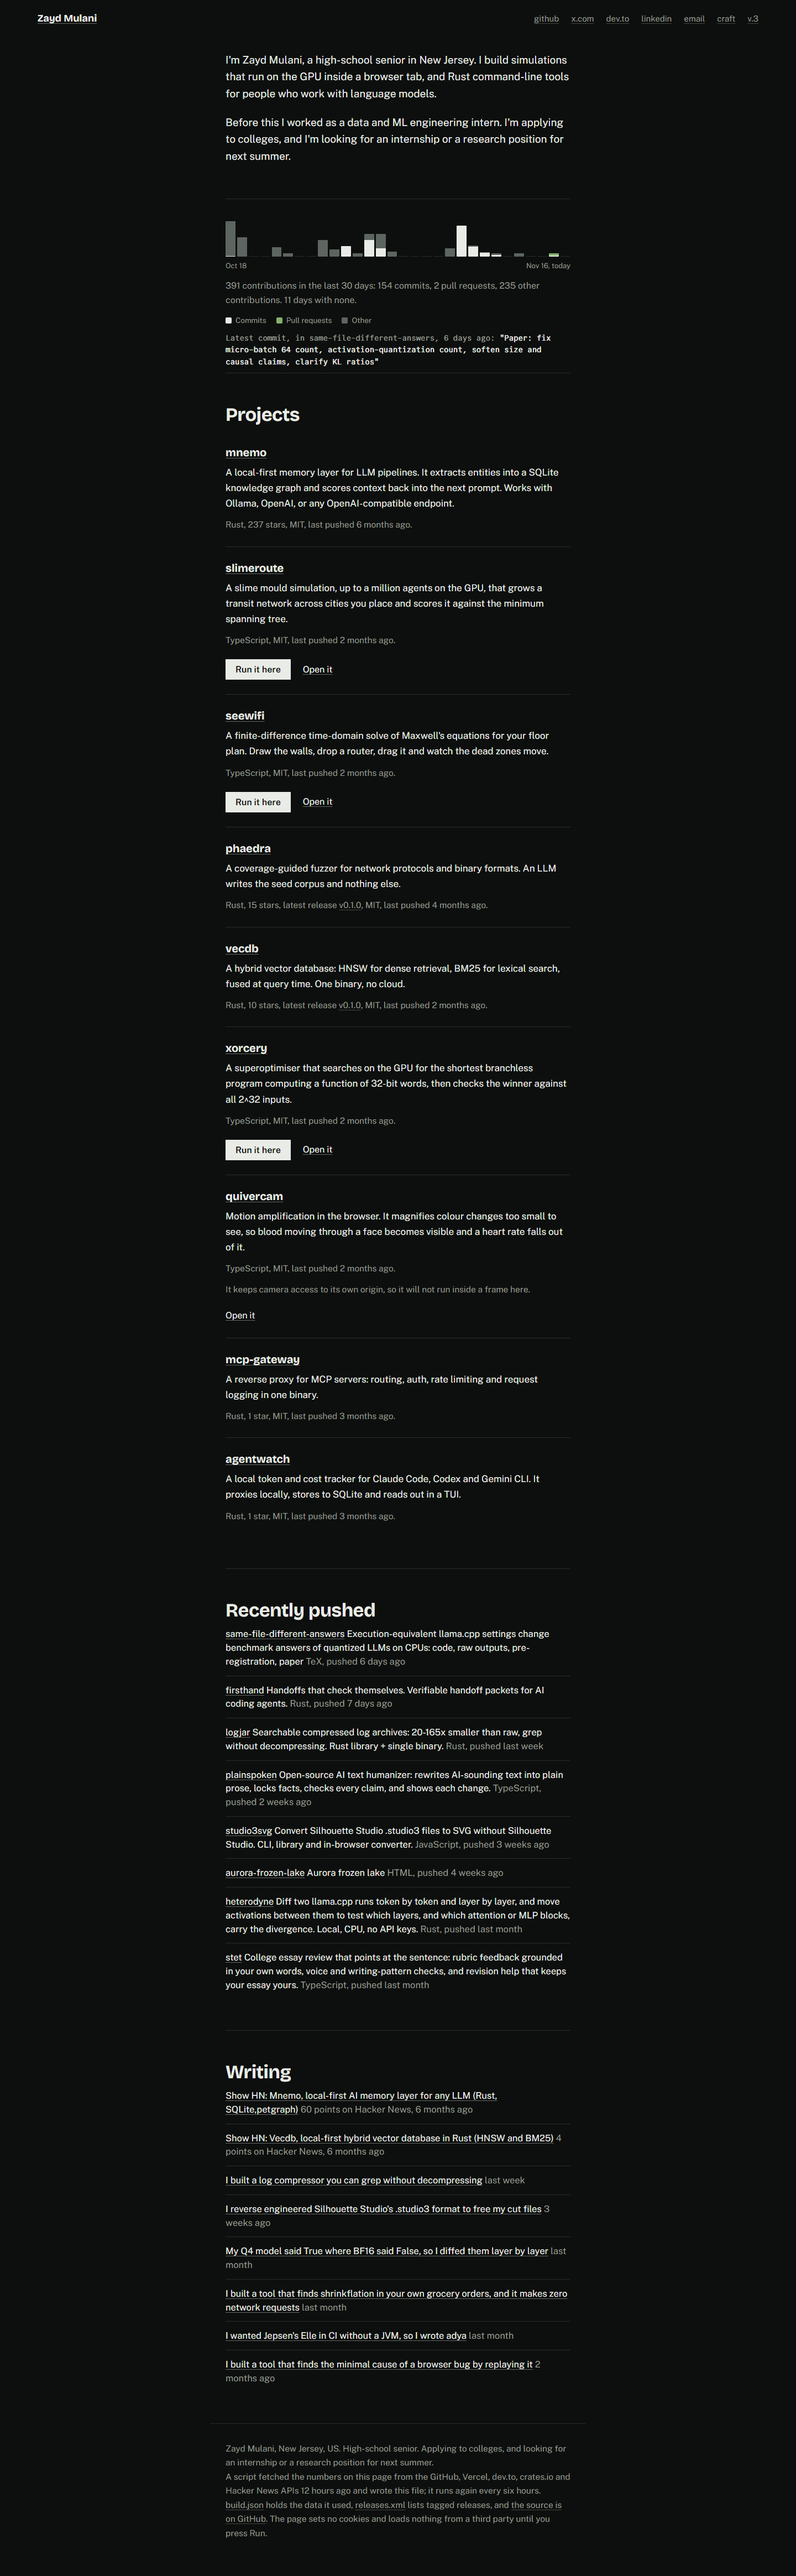 Zayd Mulani
github x.com dev.to linkedin email craft v.3
I'm Zayd Mulani, a high-school senior in New Jersey. I build simulations
that run on the GPU inside a browser tab, and Rust command-line tools
for people who work with language models.
Before this I worked as a data and ML engineering intern. I'm applying
to colleges, and I'm looking for an internship or a research position for
next summer.
Oct 18
Nov 16, today
391 contributions in the last 30 days: 154 commits, 2 pull requests, 235 other
contributions. 11 days with none.
Commits Pull requests Other
Latest commit, in same-file-different-answers, 6 days ago: "Paper: fix
micro-batch 64 count, activation-quantization count, soften size and
causal claims, clarify KL ratios"
Projects
mnemo
A local-first memory layer for LLM pipelines. It extracts entities into a SQLite
knowledge graph and scores context back into the next prompt. Works with
Ollama, OpenAI, or any OpenAI-compatible endpoint.
Rust, 237 stars, MIT, last pushed 6 months ago.
slimeroute
A slime mould simulation, up to a million agents on the GPU, that grows a
transit network across cities you place and scores it against the minimum
spanning tree.
TypeScript, MIT, last pushed 2 months ago.
Run it here Open it
seewifi
A finite-difference time-domain solve of Maxwell's equations for your floor
plan. Draw the walls, drop a router, drag it and watch the dead zones move.
TypeScript, MIT, last pushed 2 months ago.
Run it here Open it
phaedra
A coverage-guided fuzzer for network protocols and binary formats. An LLM
writes the seed corpus and nothing else.
Rust, 15 stars, latest release v0.1.0, MIT, last pushed 4 months ago.
vecdb
A hybrid vector database: HNSW for dense retrieval, BM25 for lexical search,
fused at query time. One binary, no cloud.
Rust, 10 stars, latest release v0.1.0, MIT, last pushed 2 months ago.
xorcery
A superoptimiser that searches on the GPU for the shortest branchless
program computing a function of 32-bit words, then checks the winner against
all 2^32 inputs.
TypeScript, MIT, last pushed 2 months ago.
Run it here Open it
quivercam
Motion amplification in the browser. It magnifies colour changes too small to
see, so blood moving through a face becomes visible and a heart rate falls out
of it.
TypeScript, MIT, last pushed 2 months ago.
It keeps camera access to its own origin, so it will not run inside a frame here.
Open it
mcp-gateway
A reverse proxy for MCP servers: routing, auth, rate limiting and request
logging in one binary.
Rust, 1 star, MIT, last pushed 3 months ago.
agentwatch
A local token and cost tracker for Claude Code, Codex and Gemini CLI. It
proxies locally, stores to SQLite and reads out in a TUI.
Rust, 1 star, MIT, last pushed 3 months ago.
Recently pushed
same-file-different-answers Execution-equivalent llama.cpp settings change
benchmark answers of quantized LLMs on CPUs: code, raw outputs, pre-
registration, paper TeX, pushed 6 days ago
firsthand Handoffs that check themselves. Verifiable handoff packets for AI
coding agents. Rust, pushed 7 days ago
logjar Searchable compressed log archives: 20-165x smaller than raw, grep
without decompressing. Rust library + single binary. Rust, pushed last week
plainspoken Open-source AI text humanizer: rewrites AI-sounding text into plain
prose, locks facts, checks every claim, and shows each change. TypeScript,
pushed 2 weeks ago
studio3svg Convert Silhouette Studio .studio3 files to SVG without Silhouette
Studio. CLI, library and in-browser converter. JavaScript, pushed 3 weeks ago
aurora-frozen-lake Aurora frozen lake HTML, pushed 4 weeks ago
heterodyne Diff two llama.cpp runs token by token and layer by layer, and move
activations between them to test which layers, and which attention or MLP blocks,
carry the divergence. Local, CPU, no API keys. Rust, pushed last month
stet College essay review that points at the sentence: rubric feedback grounded
in your own words, voice and writing-pattern checks, and revision help that keeps
your essay yours. TypeScript, pushed last month
Writing
Show HN: Mnemo, local-first AI memory layer for any LLM (Rust,
SQLite,petgraph) 60 points on Hacker News, 6 months ago
Show HN: Vecdb, local-first hybrid vector database in Rust (HNSW and BM25) 4
points on Hacker News, 6 months ago
I built a log compressor you can grep without decompressing last week
I reverse engineered Silhouette Studio's .studio3 format to free my cut files 3
weeks ago
My Q4 model said True where BF16 said False, so I diffed them layer by layer last
month
I built a tool that finds shrinkflation in your own grocery orders, and it makes zero
network requests last month
I wanted Jepsen's Elle in CI without a JVM, so I wrote adya last month
I built a tool that finds the minimal cause of a browser bug by replaying it 2
months ago
Zayd Mulani, New Jersey, US. High-school senior. Applying to colleges, and looking for
an internship or a research position for next summer.
A script fetched the numbers on this page from the GitHub, Vercel, dev.to, crates.io and
Hacker News APIs 12 hours ago and wrote this file; it runs again every six hours.
build.json holds the data it used, releases.xml lists tagged releases, and the source is
on GitHub. The page sets no cookies and loads nothing from a third party until you
press Run.